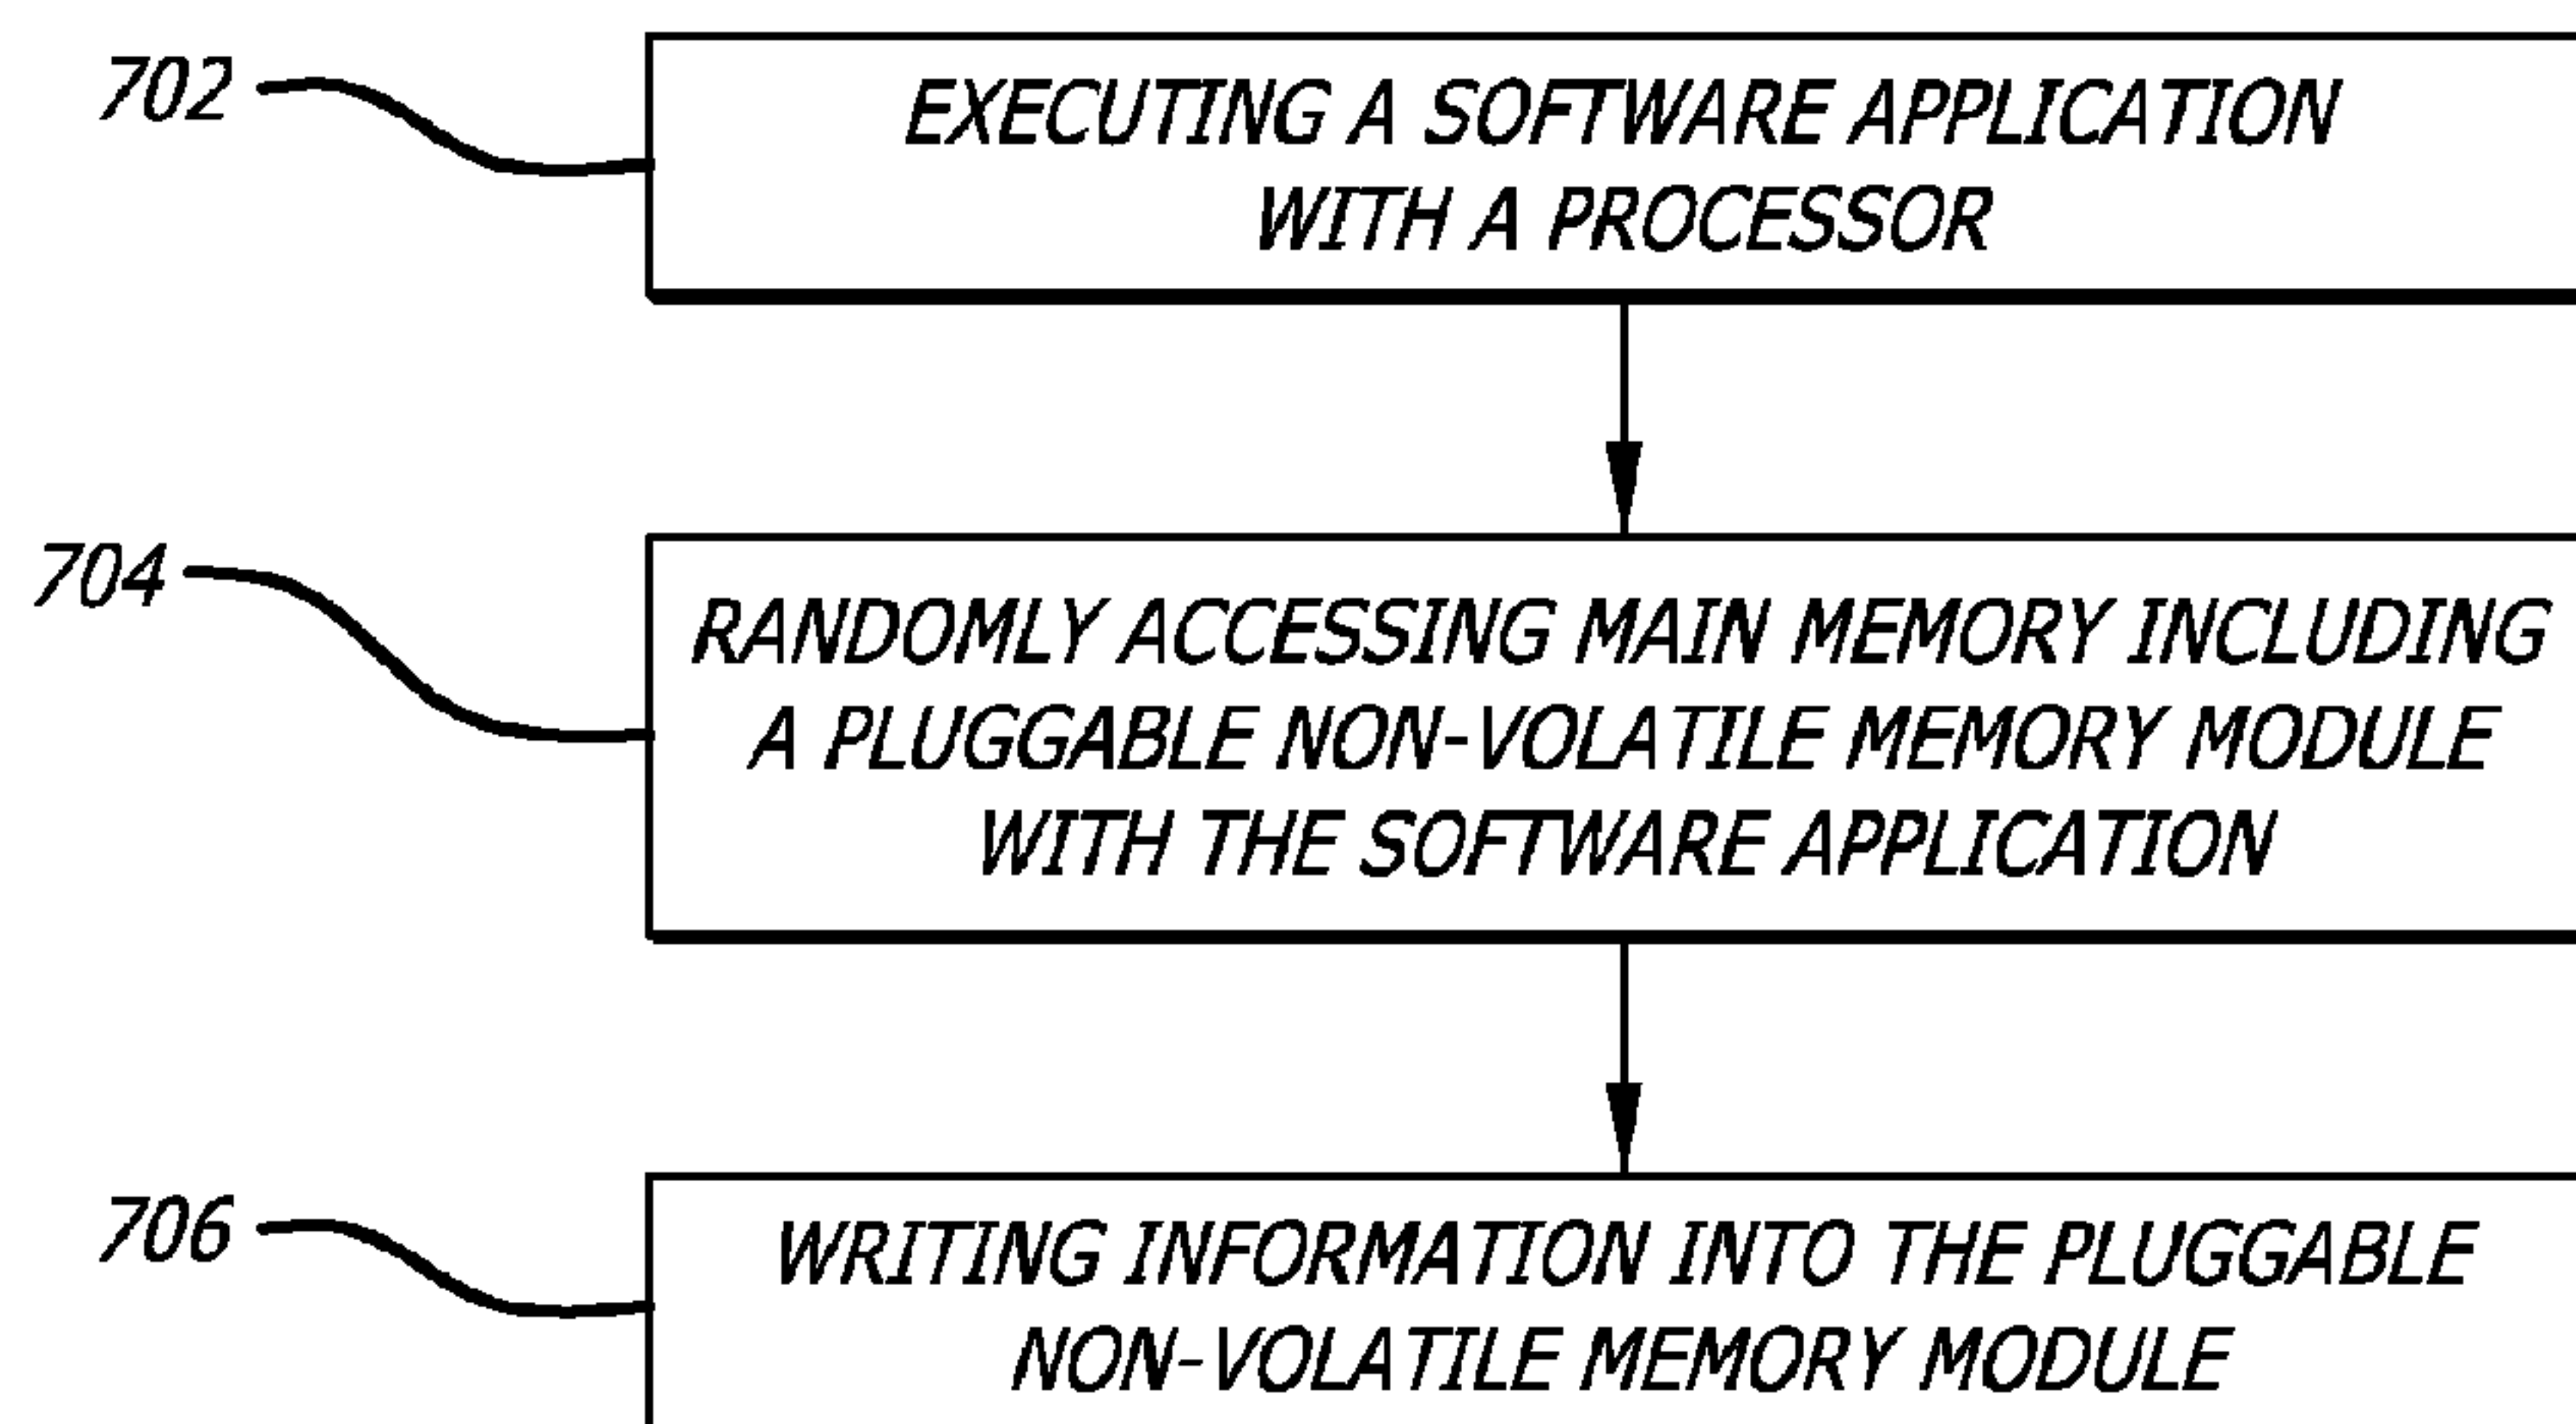 702
EXECUTING A SOFTWARE APPLICATION
WITH A PROCESSOR
704
RANDOMLY ACCESSING MAIN MEMORY INCLUDING
A PLUGGABLE NON-VOLATILE MEMORY MODULE
WITH THE SOFTWARE APPLICATION
706
WRITING INFORMATION INTO THE PLUGGABLE
NON-VOLATILE MEMORY MODULE